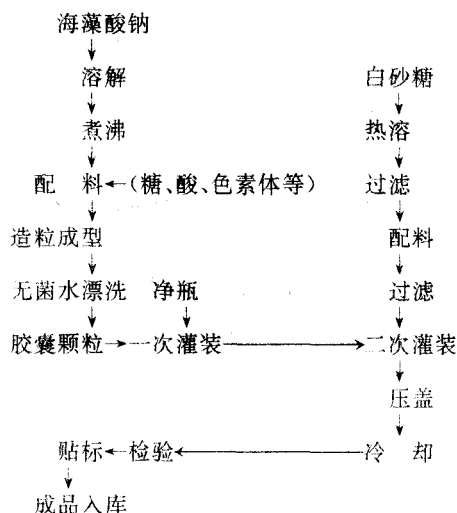 海藻酸钠
溶解 白砂糖
煮沸 热溶
配 料←(糖、酸、色素体等) 过滤
造粒成型 配料
无菌水漂洗 净瓶 过滤
胶囊颗粒→一次灌装→二次灌装
压盖
贴标←检验←冷 却
成品入库